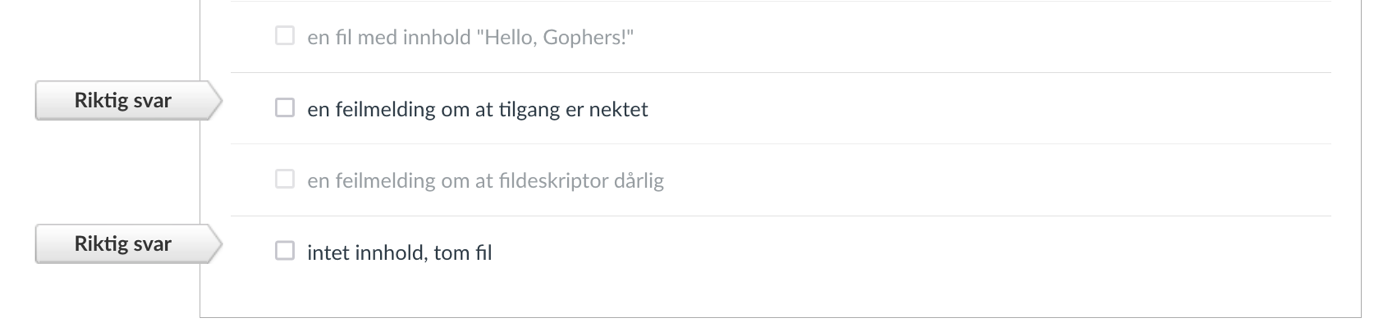 en fil med innhold "Hello, Gophers!"
Riktig svar
en feilmelding om at tilgang er nektet
en feilmelding om at fildeskriptor dårlig
Riktig svar
intet innhold, tom fil